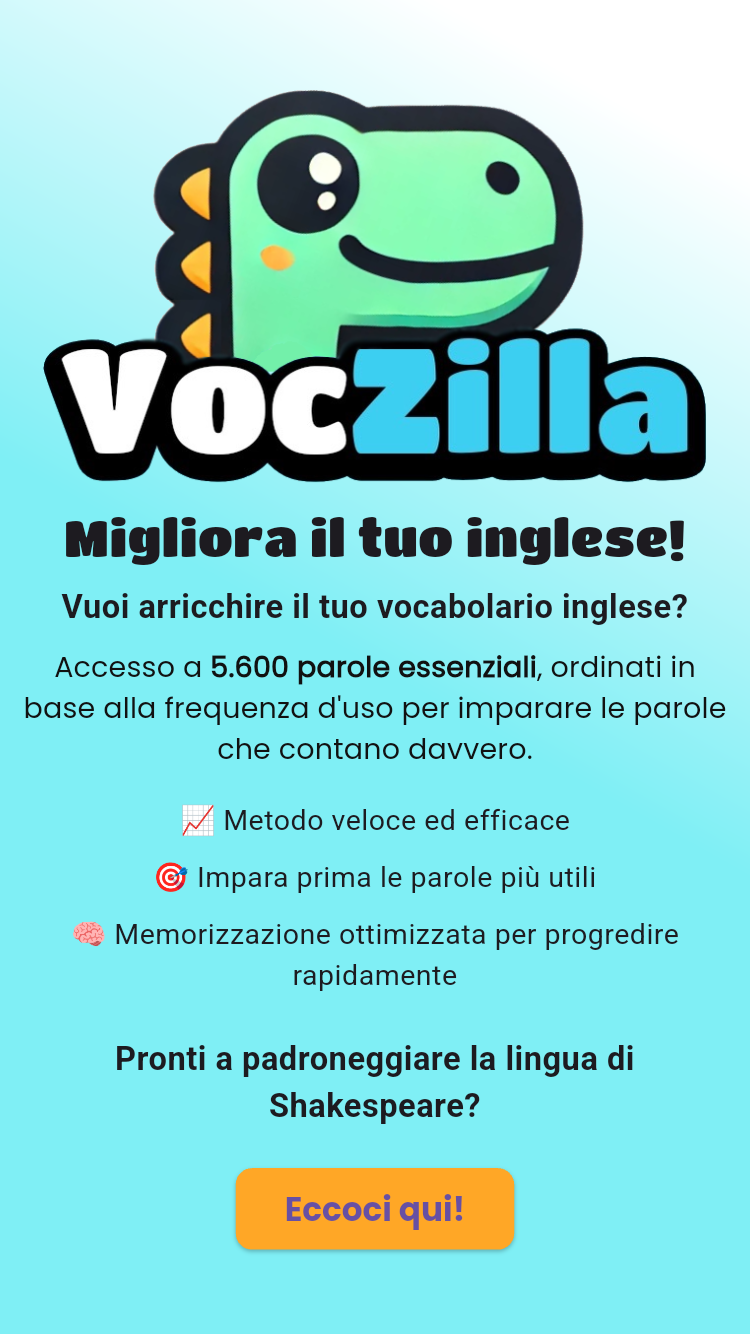 VocZilla
Migliora il tuo inglese!
Vuoi arricchire il tuo vocabolario inglese?
Accesso a 5.600 parole essenziali, ordinati in
base alla frequenza d'uso per imparare le parole
che contano davvero.
📈 Metodo veloce ed efficace
🎯 Impara prima le parole più utili
🧠 Memorizzazione ottimizzata per progredire
rapidamente
Pronti a padroneggiare la lingua di
Shakespeare?
Eccoci qui!